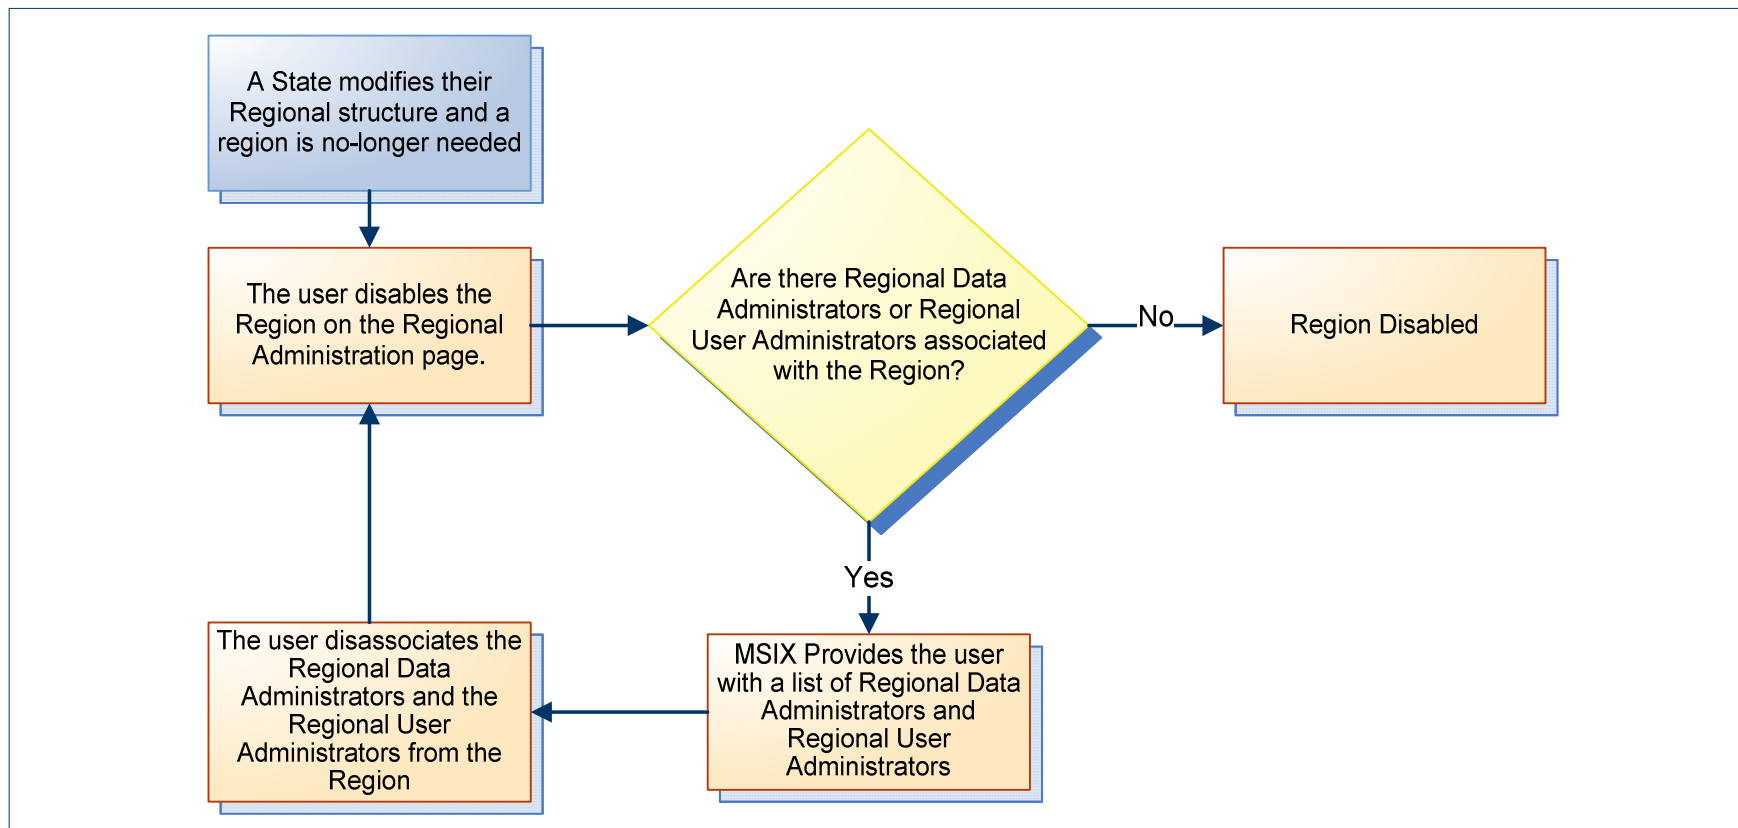 A State modifies their
Regional structure and a
region is no-longer needed
The user disables the
Region on the Regional
Administration page.
Are there Regional Data
Administrators or Regional
User Administrators associated
with the Region?
No
Region Disabled
Yes
MSIX Provides the user
with a list of Regional Data
Administrators and
Regional User
Administrators
The user disassociates the
Regional Data
Administrators and the
Regional User
Administrators from the
Region